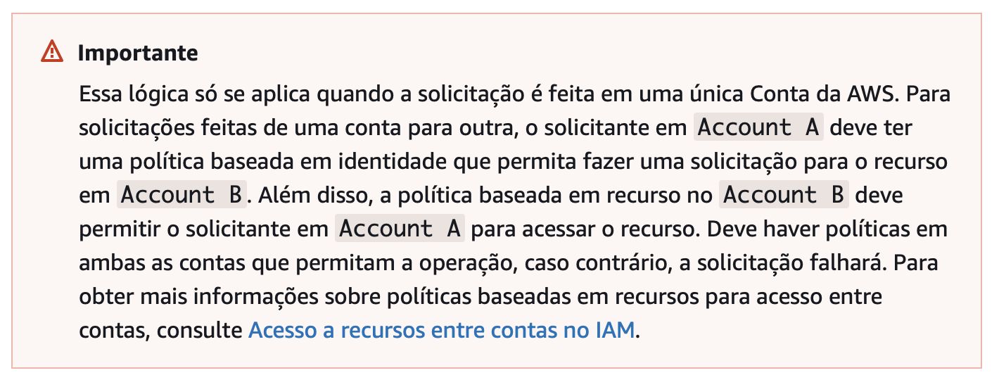 Importante
Essa lógica só se aplica quando a solicitação é feita em uma única Conta da AWS. Para
solicitações feitas de uma conta para outra, o solicitante em Account A deve ter
uma política baseada em identidade que permita fazer uma solicitação para o recurso
em Account B. Além disso, a política baseada em recurso no Account B deve
permitir o solicitante em Account A para acessar o recurso. Deve haver políticas em
ambas as contas que permitam a operação, caso contrário, a solicitação falhará. Para
obter mais informações sobre políticas baseadas em recursos para acesso entre
contas, consulte Acesso a recursos entre contas no IAM.